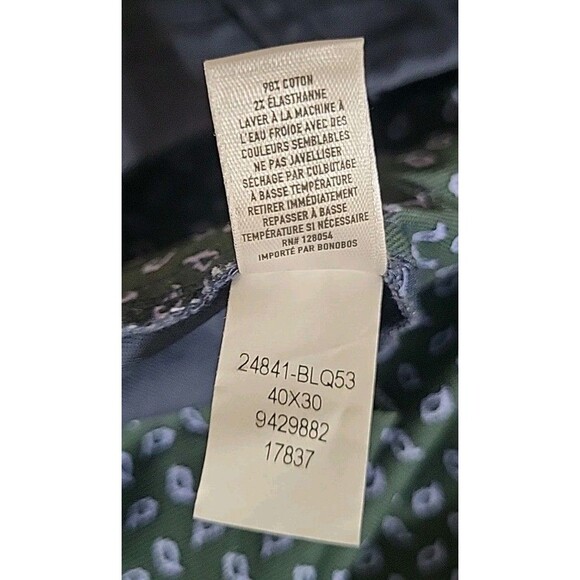 98% COTON
2% ÉLASTHANNE
LAVER À LA MACHINE À
L'EAU FROIDE AVEC DES
COULEURS SEMBLABLES
NE PAS JAVELLISER
SÉCHAGE PAR CULBUTAGE
À BASSE TEMPÉRATURE
RETIRER IMMÉDIATEMENT
REPASSER À BASSE
TEMPÉRATURE SI NÉCESSAIRE
RN# 128054
IMPORTÉ PAR BONOBOS
24841-BLQ53
40X30
9429882
17837